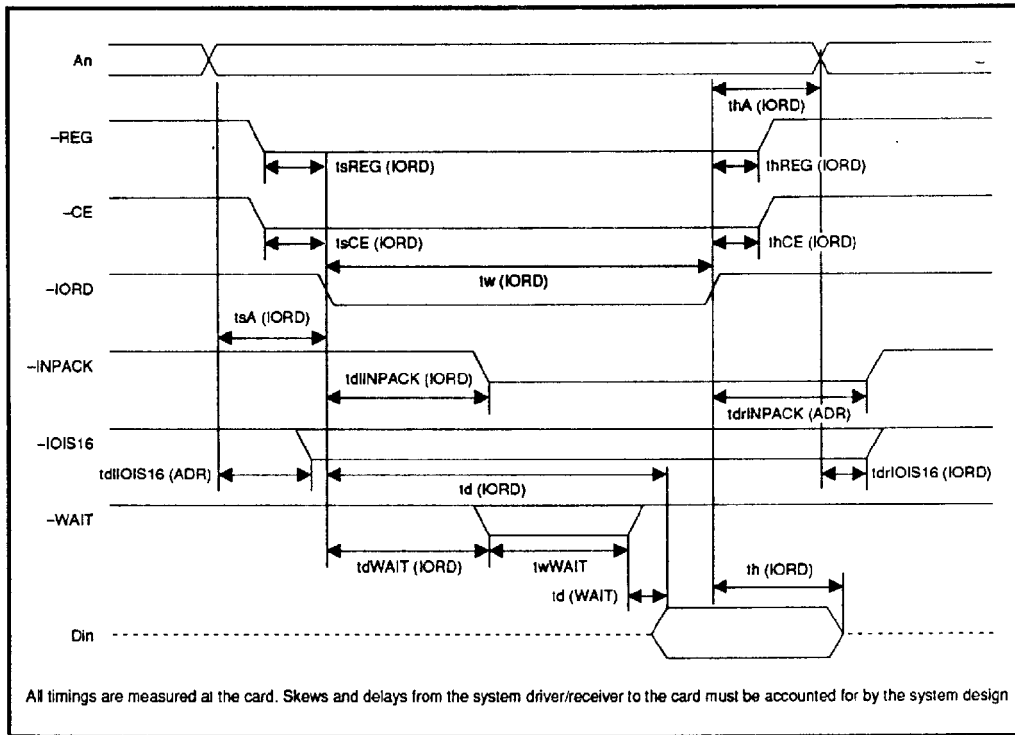 An
thA (IORD)
–REG
tsREG (IORD)
thREG (IORD)
–CE
tsCE (IORD)
thCE (IORD)
tw (IORD)
–IORD
tsA (IORD)
–INPACK
tdIINPACK (IORD)
tdrINPACK (ADR)
–IOIS16
tdIIOIS16 (ADR)
tdrIOIS16 (IORD)
td (IORD)
–WAIT
tdWAIT (IORD)
twWAIT
th (IORD)
td (WAIT)
Din
All timings are measured at the card. Skews and delays from the system driver/receiver to the card must be accounted for by the system design